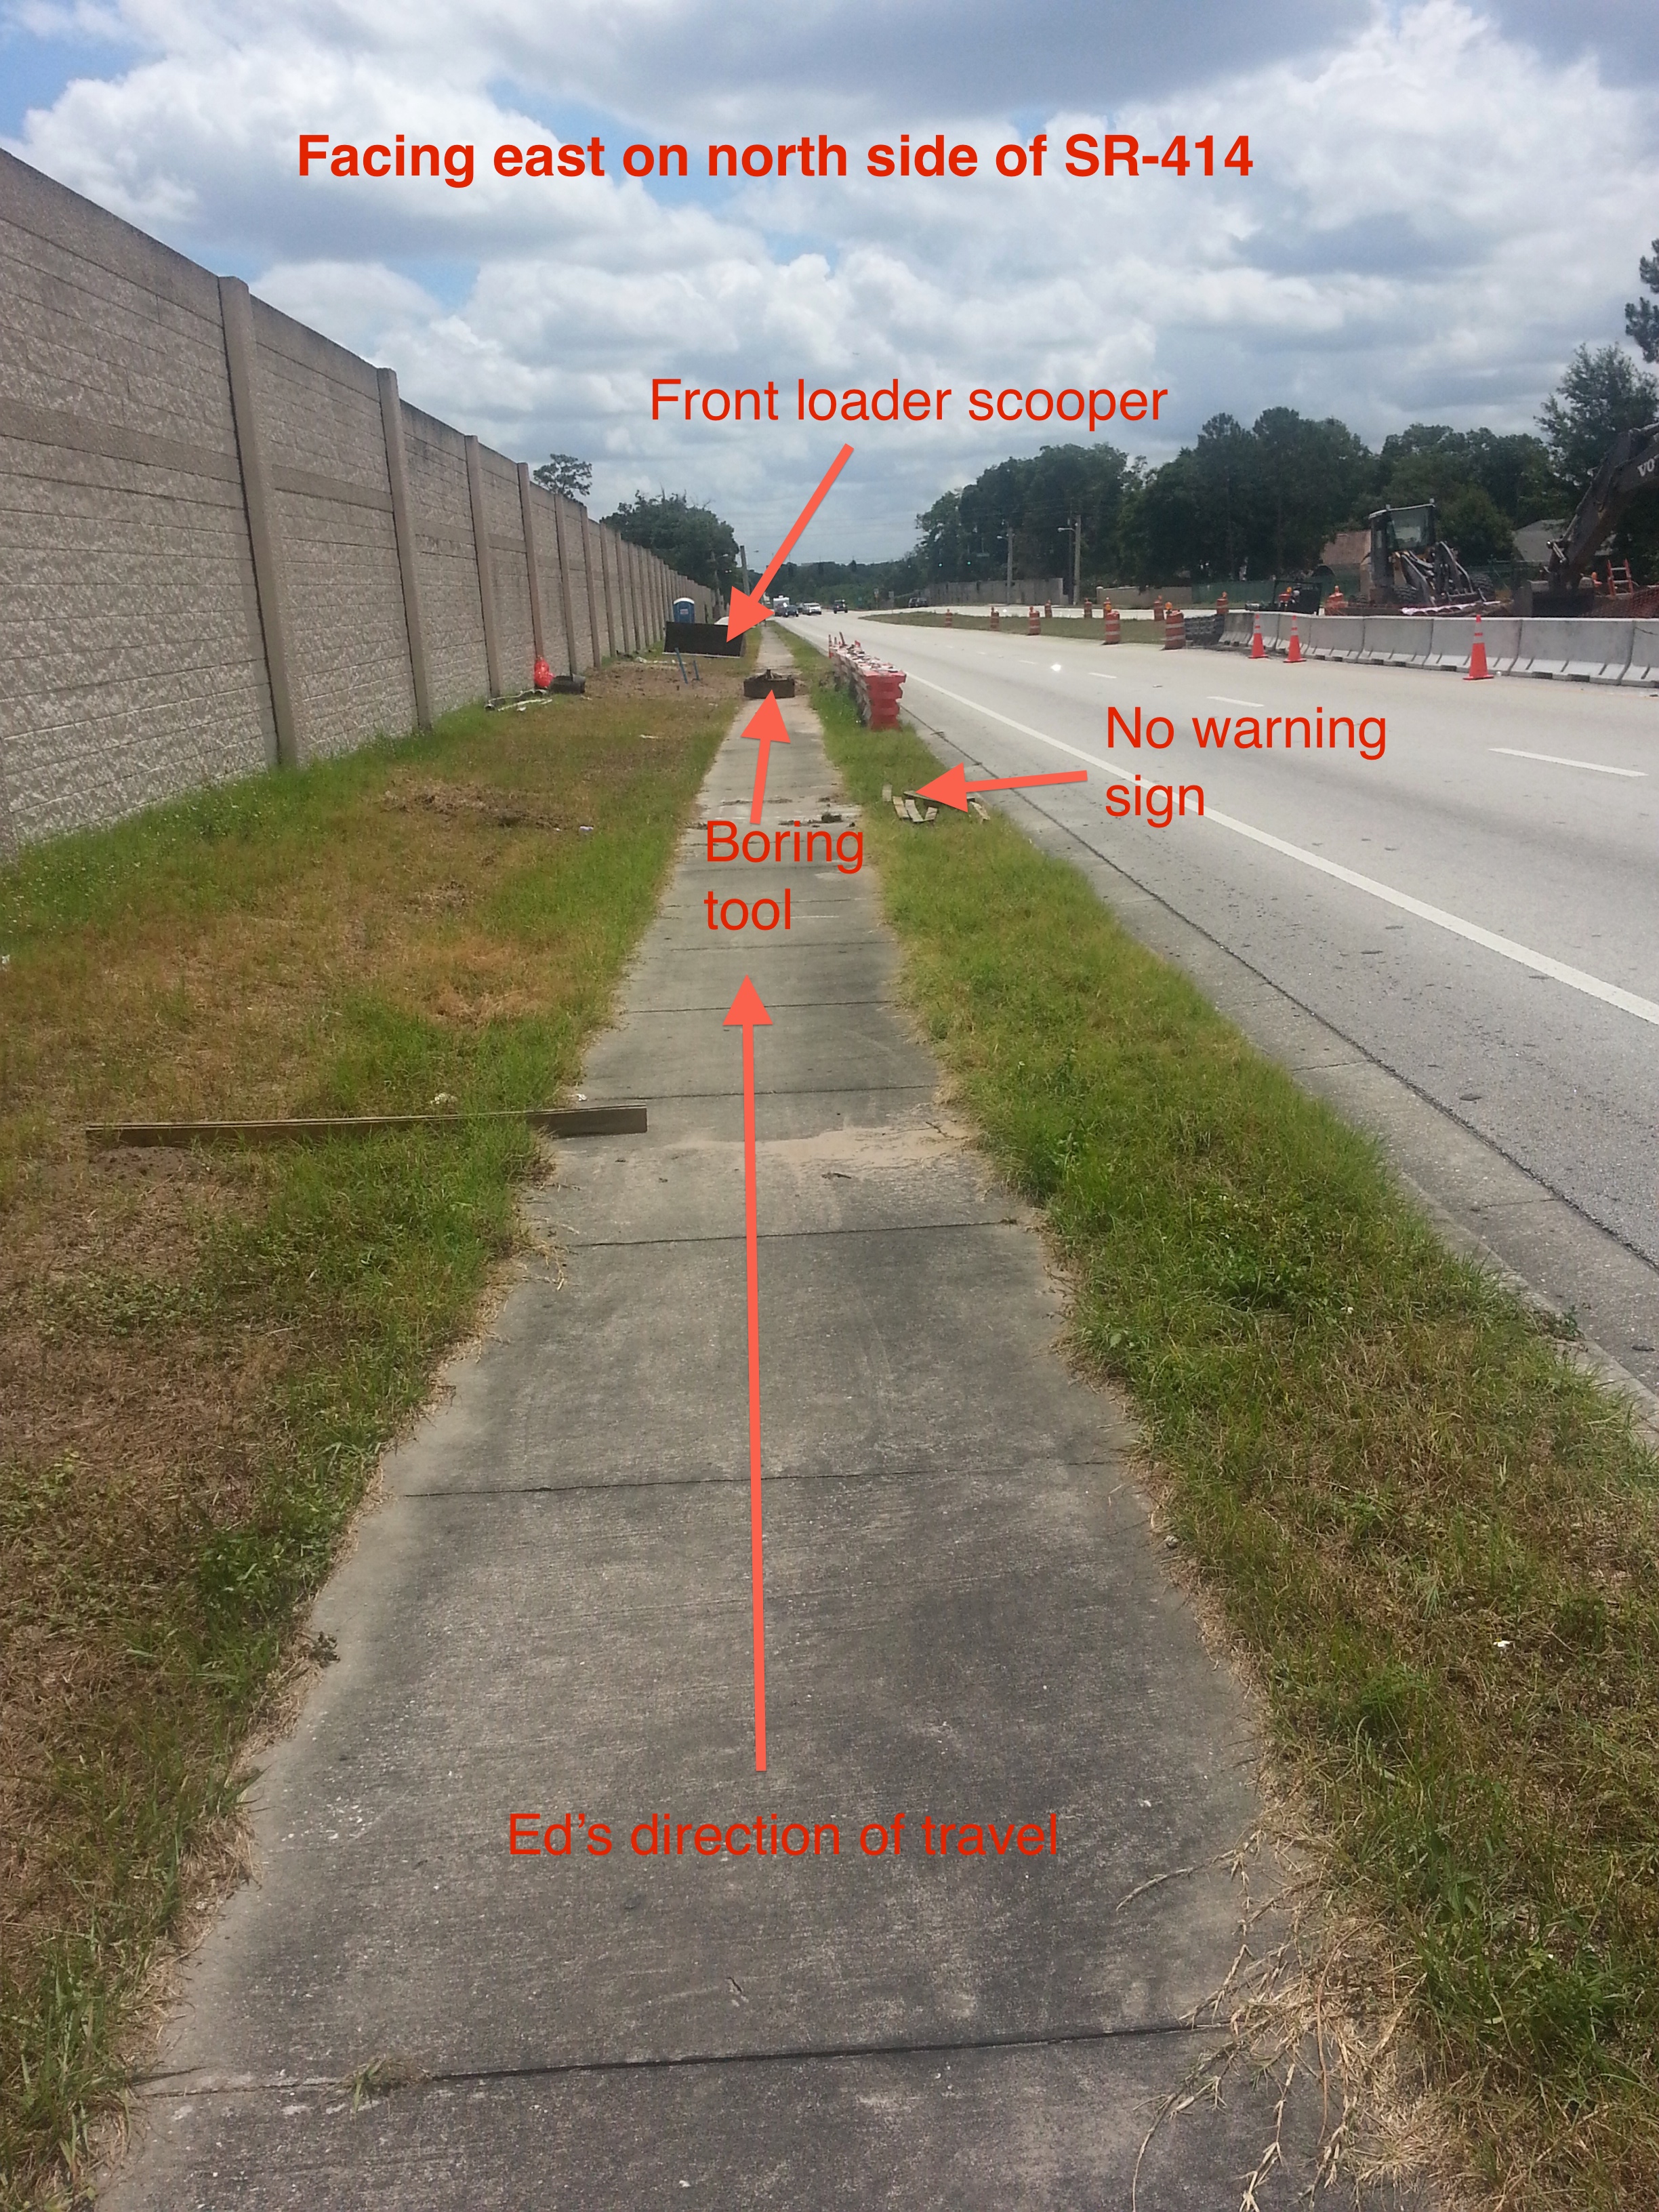 Facing east on north side of SR-414
Front loader scooper
No warning
sign
Boring
tool
Ed’s direction of travel